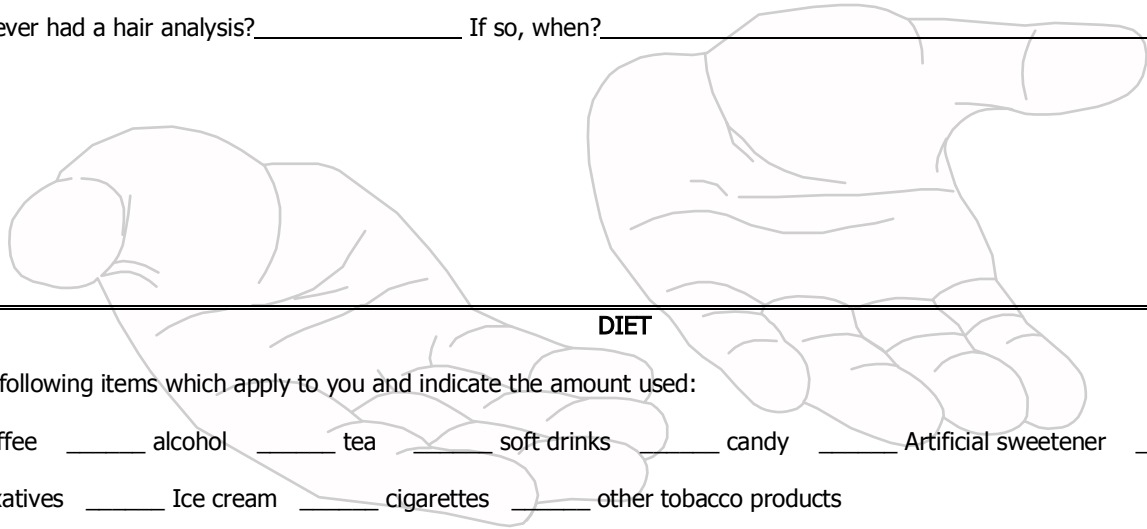 ever had a hair analysis?________________ If so, when?__________________________________________
DIET
following items which apply to you and indicate the amount used:
ffee ______ alcohol ______ tea ______ soft drinks ______ candy ______ Artificial sweetener _
xatives ______ Ice cream ______ cigarettes ______ other tobacco products